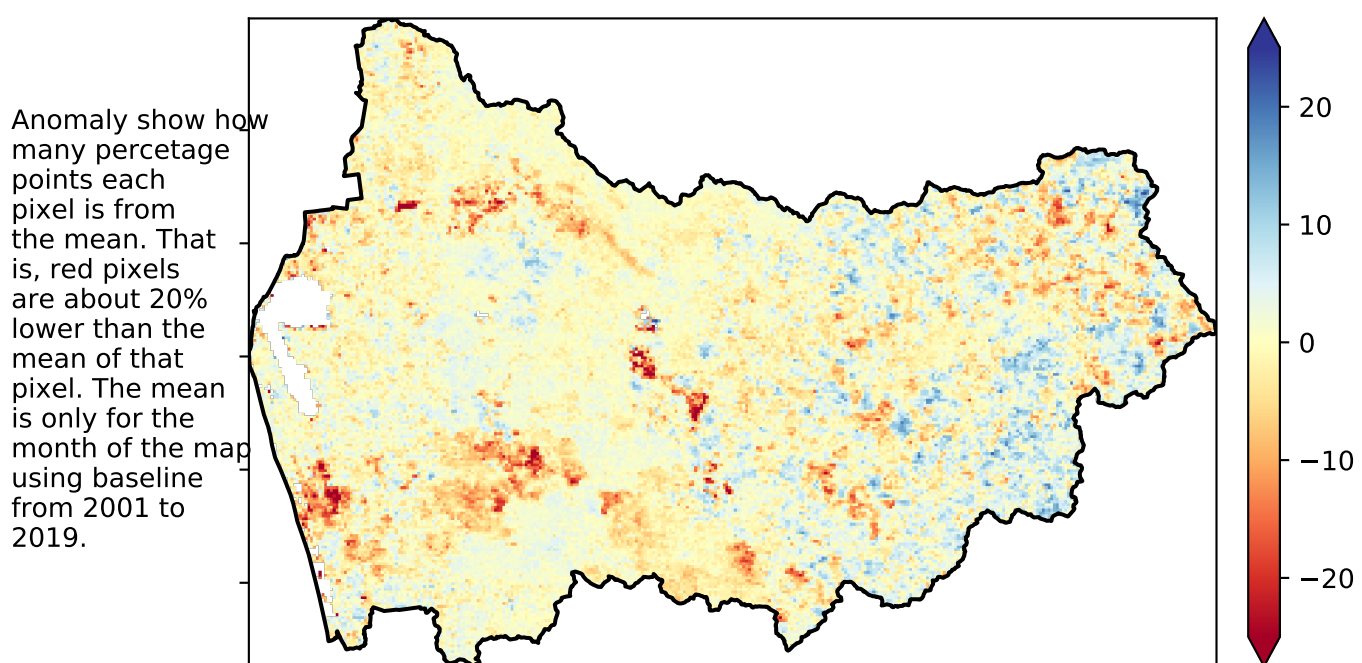 Anomaly show how
many percetage
points each
pixel is from
the mean. That
is, red pixels
are about 20%
lower than the
mean of that
pixel. The mean
is only for the
month of the map
using baseline
from 2001 to
2019.
20
10
0
−10
−20